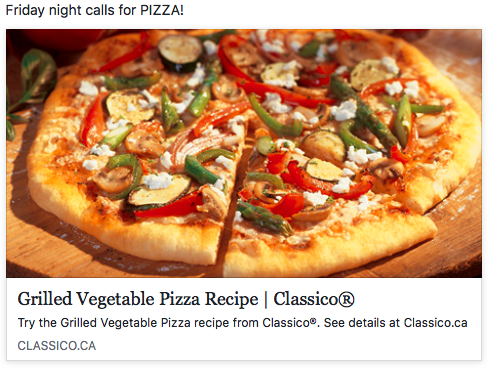 Friday night calls for PIZZA!
Grilled Vegetable Pizza Recipe | Classico®
Try the Grilled Vegetable Pizza recipe from Classico®. See details at Classico.ca
CLASSICO.CA